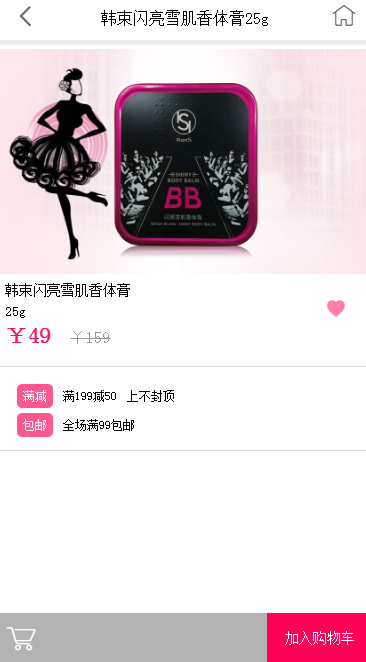 韩束闪亮雪肌香体膏25g
KanS
SHINY
BODY BALM
BB
闪亮雪肌香体膏
韩束闪亮雪肌香体膏
25g
￥49 ￥159
满减 满199减50 上不封顶
包邮 全场满99包邮
加入购物车